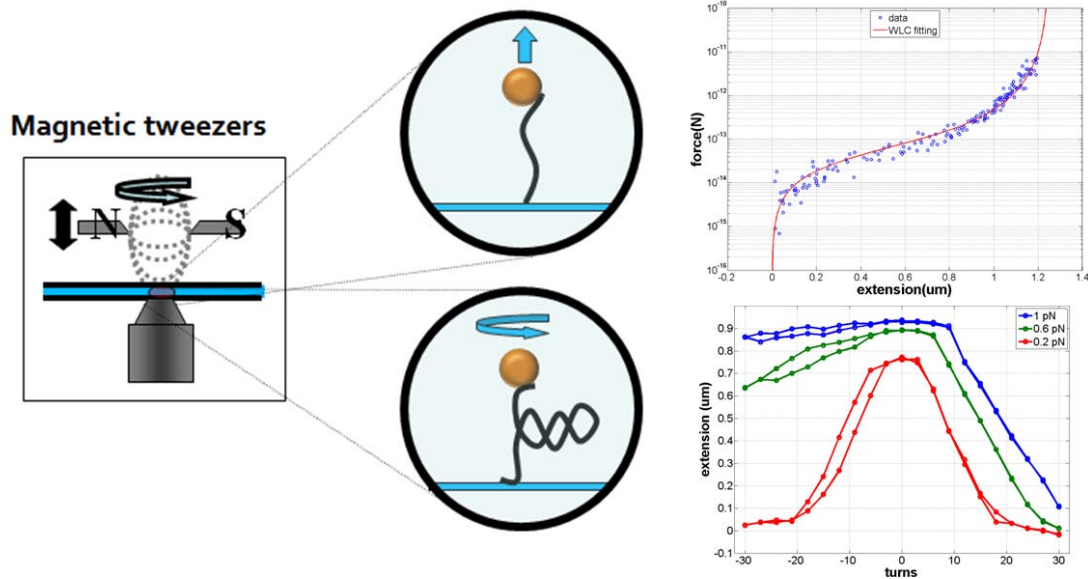 Magnetic tweezers
N S
data
WLC fitting
force(N)
10^-10
10^-11
10^-12
10^-13
10^-14
10^-15
10^-16
-0.2 0 0.2 0.4 0.6 0.8 1 1.2 1.4
extension(um)
1 pN
0.6 pN
0.2 pN
extension (um)
0.9
0.8
0.7
0.6
0.5
0.4
0.3
0.2
0.1
0
-0.1
-30 -20 -10 0 10 20 30
turns